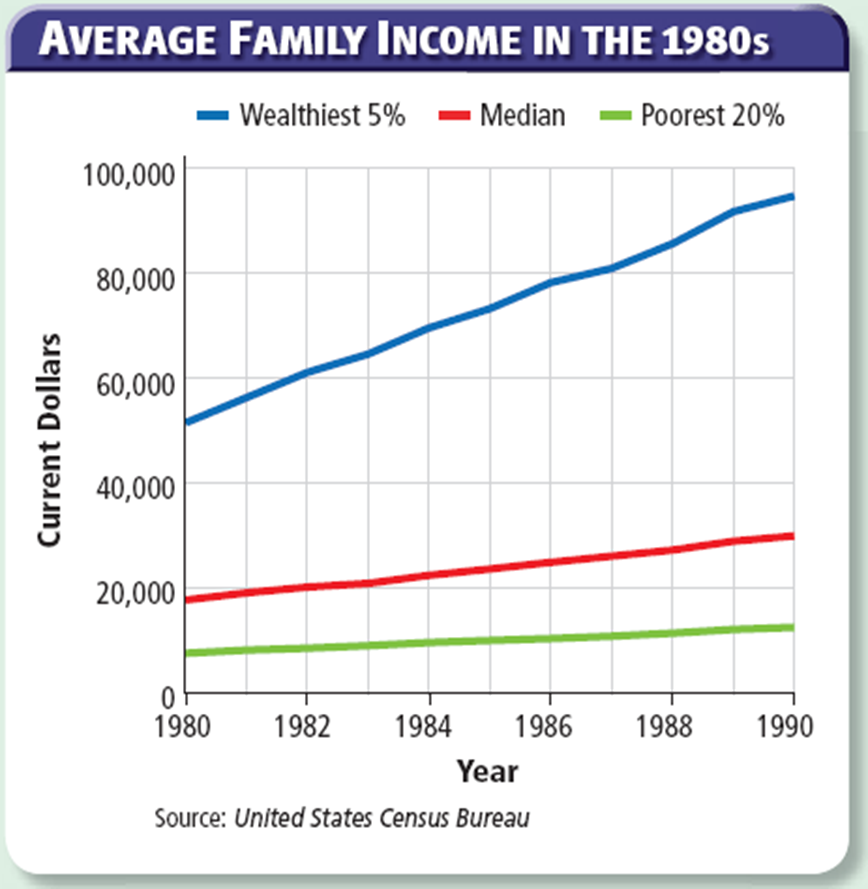 AVERAGE FAMILY INCOME IN THE 1980s
Wealthiest 5% Median Poorest 20%
100,000
80,000
60,000
40,000
20,000
0
Current Dollars
1980 1982 1984 1986 1988 1990
Year
Source: United States Census Bureau